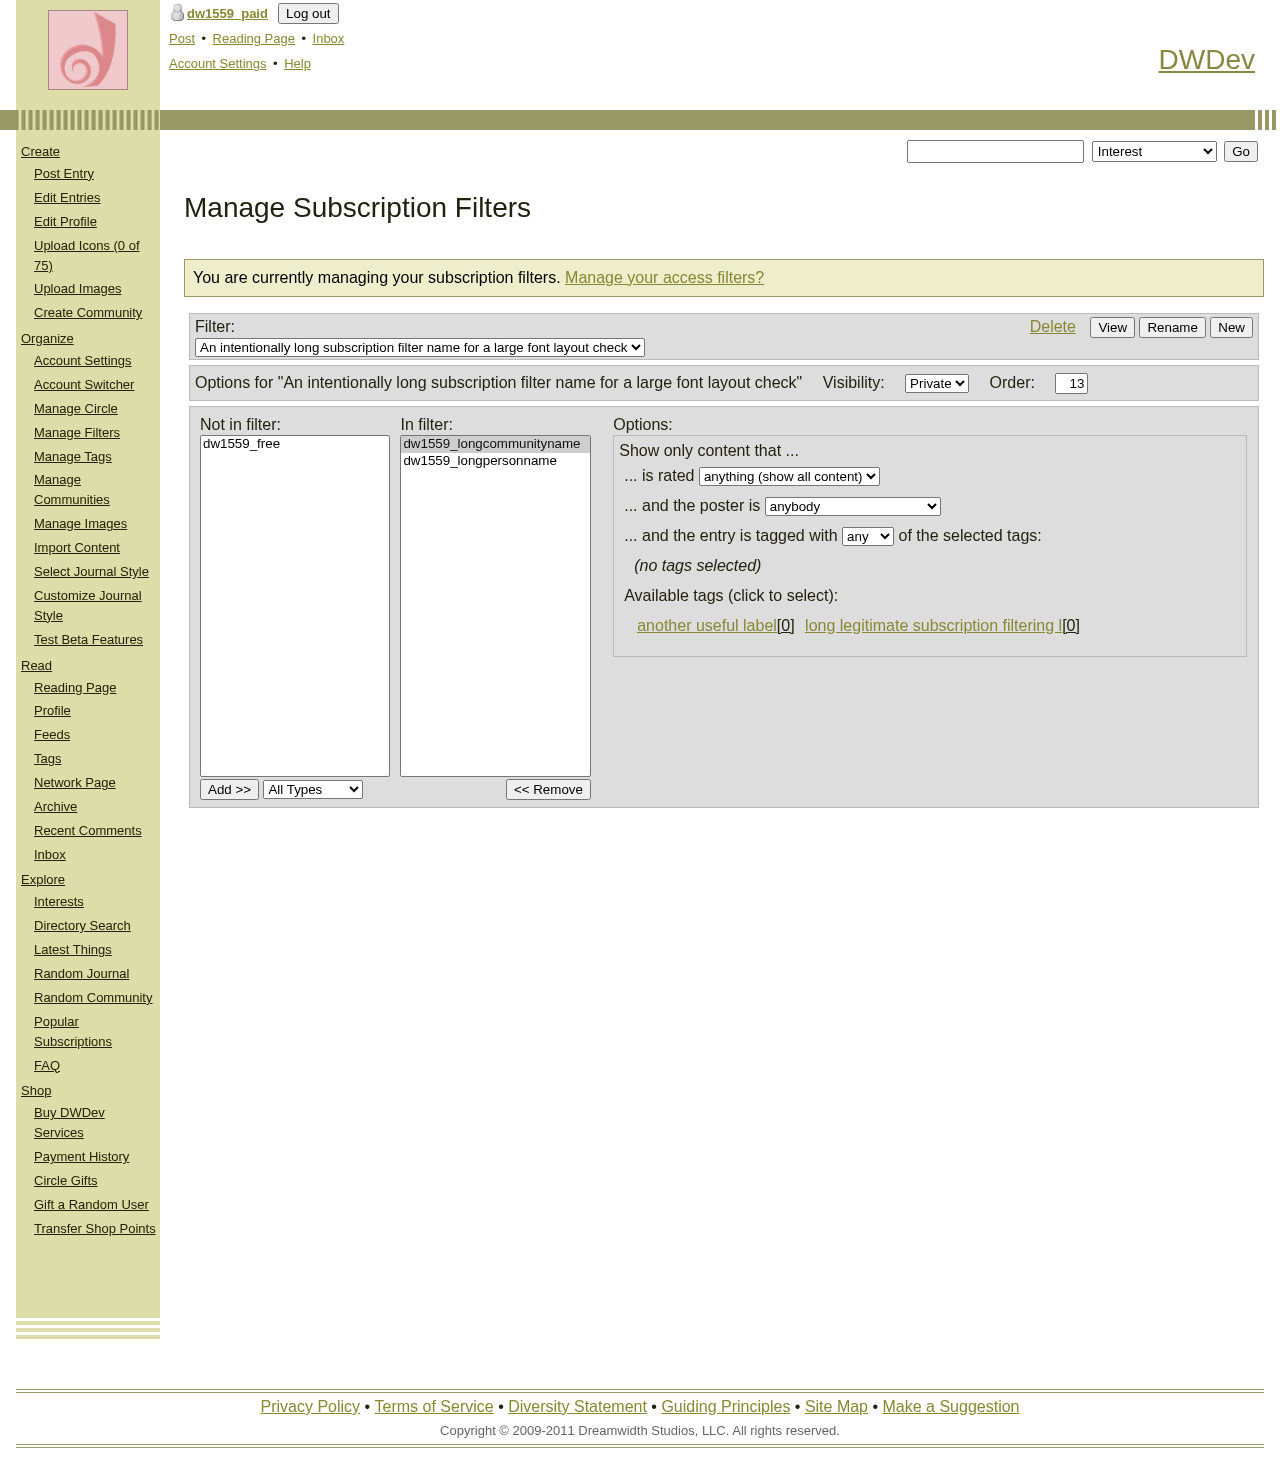 dw1559_paid Log out
Post • Reading Page • Inbox
Account Settings • Help
DWDev
Interest Go
Create
Post Entry
Edit Entries
Edit Profile
Upload Icons (0 of
75)
Upload Images
Create Community
Organize
Account Settings
Account Switcher
Manage Circle
Manage Filters
Manage Tags
Manage
Communities
Manage Images
Import Content
Select Journal Style
Customize Journal
Style
Test Beta Features
Read
Reading Page
Profile
Feeds
Tags
Network Page
Archive
Recent Comments
Inbox
Explore
Interests
Directory Search
Latest Things
Random Journal
Random Community
Popular
Subscriptions
FAQ
Shop
Buy DWDev
Services
Payment History
Circle Gifts
Gift a Random User
Transfer Shop Points
Manage Subscription Filters
You are currently managing your subscription filters. Manage your access filters?
Filter: Delete View Rename New
An intentionally long subscription filter name for a large font layout check
Options for "An intentionally long subscription filter name for a large font layout check" Visibility: Private Order: 13
Not in filter:
dw1559_free
Add >> All Types
In filter:
dw1559_longcommunityname
dw1559_longpersonname
<< Remove
Options:
Show only content that ...
... is rated anything (show all content)
... and the poster is anybody
... and the entry is tagged with any of the selected tags:
(no tags selected)
Available tags (click to select):
another useful label[0] long legitimate subscription filtering l[0]
Privacy Policy • Terms of Service • Diversity Statement • Guiding Principles • Site Map • Make a Suggestion
Copyright © 2009-2011 Dreamwidth Studios, LLC. All rights reserved.